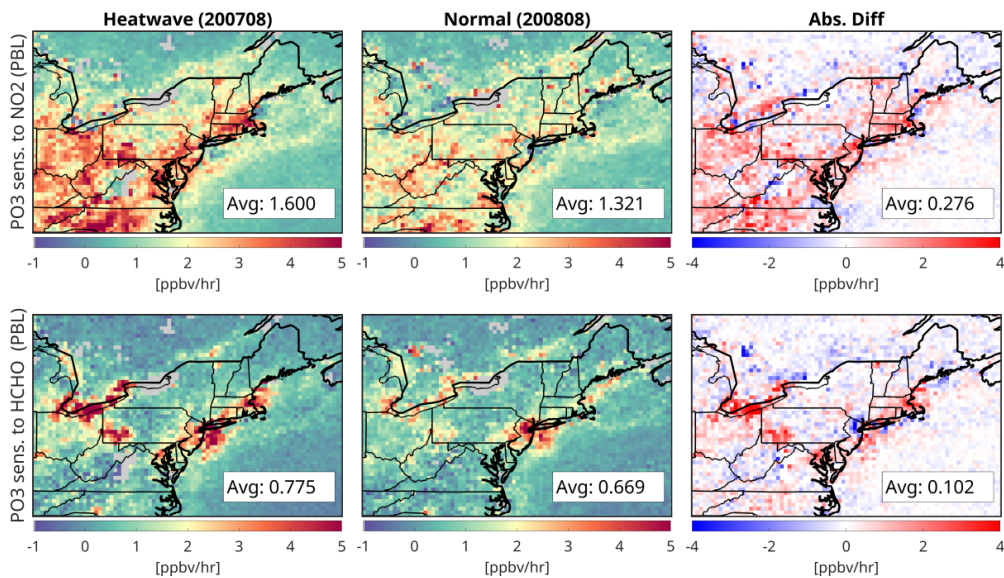 Heatwave (200708) Normal (200808) Abs. Diff
PO3 sens. to NO2 (PBL)
Avg: 1.600 Avg: 1.321 Avg: 0.276
-1 0 1 2 3 4 5 -1 0 1 2 3 4 5 -4 -2 0 2 4
[ppbv/hr] [ppbv/hr] [ppbv/hr]
PO3 sens. to HCHO (PBL)
Avg: 0.775 Avg: 0.669 Avg: 0.102
-1 0 1 2 3 4 5 -1 0 1 2 3 4 5 -4 -2 0 2 4
[ppbv/hr] [ppbv/hr] [ppbv/hr]